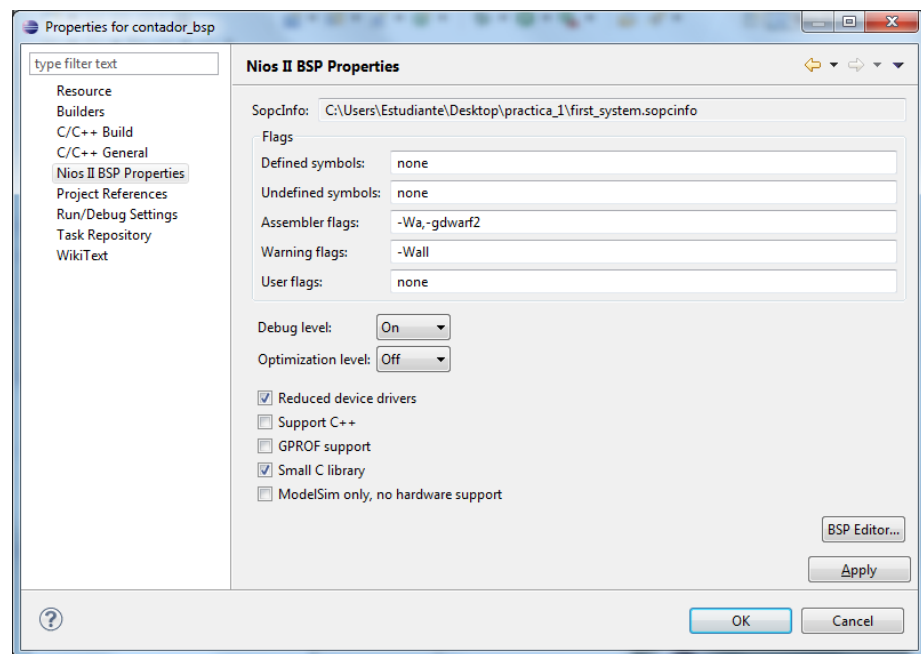 Properties for contador_bsp
type filter text
Resource
Builders
C/C++ Build
C/C++ General
Nios II BSP Properties
Project References
Run/Debug Settings
Task Repository
WikiText
Nios II BSP Properties
SopcInfo: C:\Users\Estudiante\Desktop\practica_1\first_system.sopcinfo
Flags
Defined symbols: none
Undefined symbols: none
Assembler flags: -Wa,-gdwarf2
Warning flags: -Wall
User flags: none
Debug level: On
Optimization level: Off
Reduced device drivers
Support C++
GPROF support
Small C library
ModelSim only, no hardware support
BSP Editor...
Apply
OK Cancel